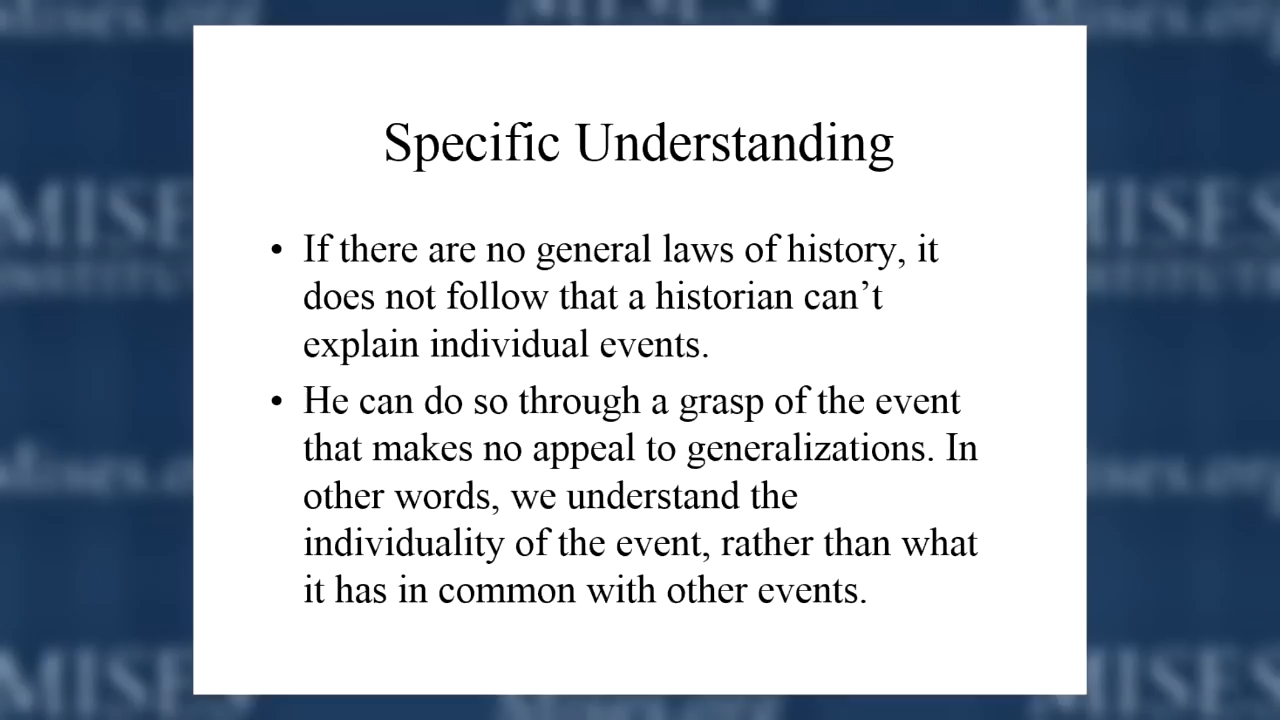 Specific Understanding
• If there are no general laws of history, it
does not follow that a historian can’t
explain individual events.
• He can do so through a grasp of the event
that makes no appeal to generalizations. In
other words, we understand the
individuality of the event, rather than what
it has in common with other events.